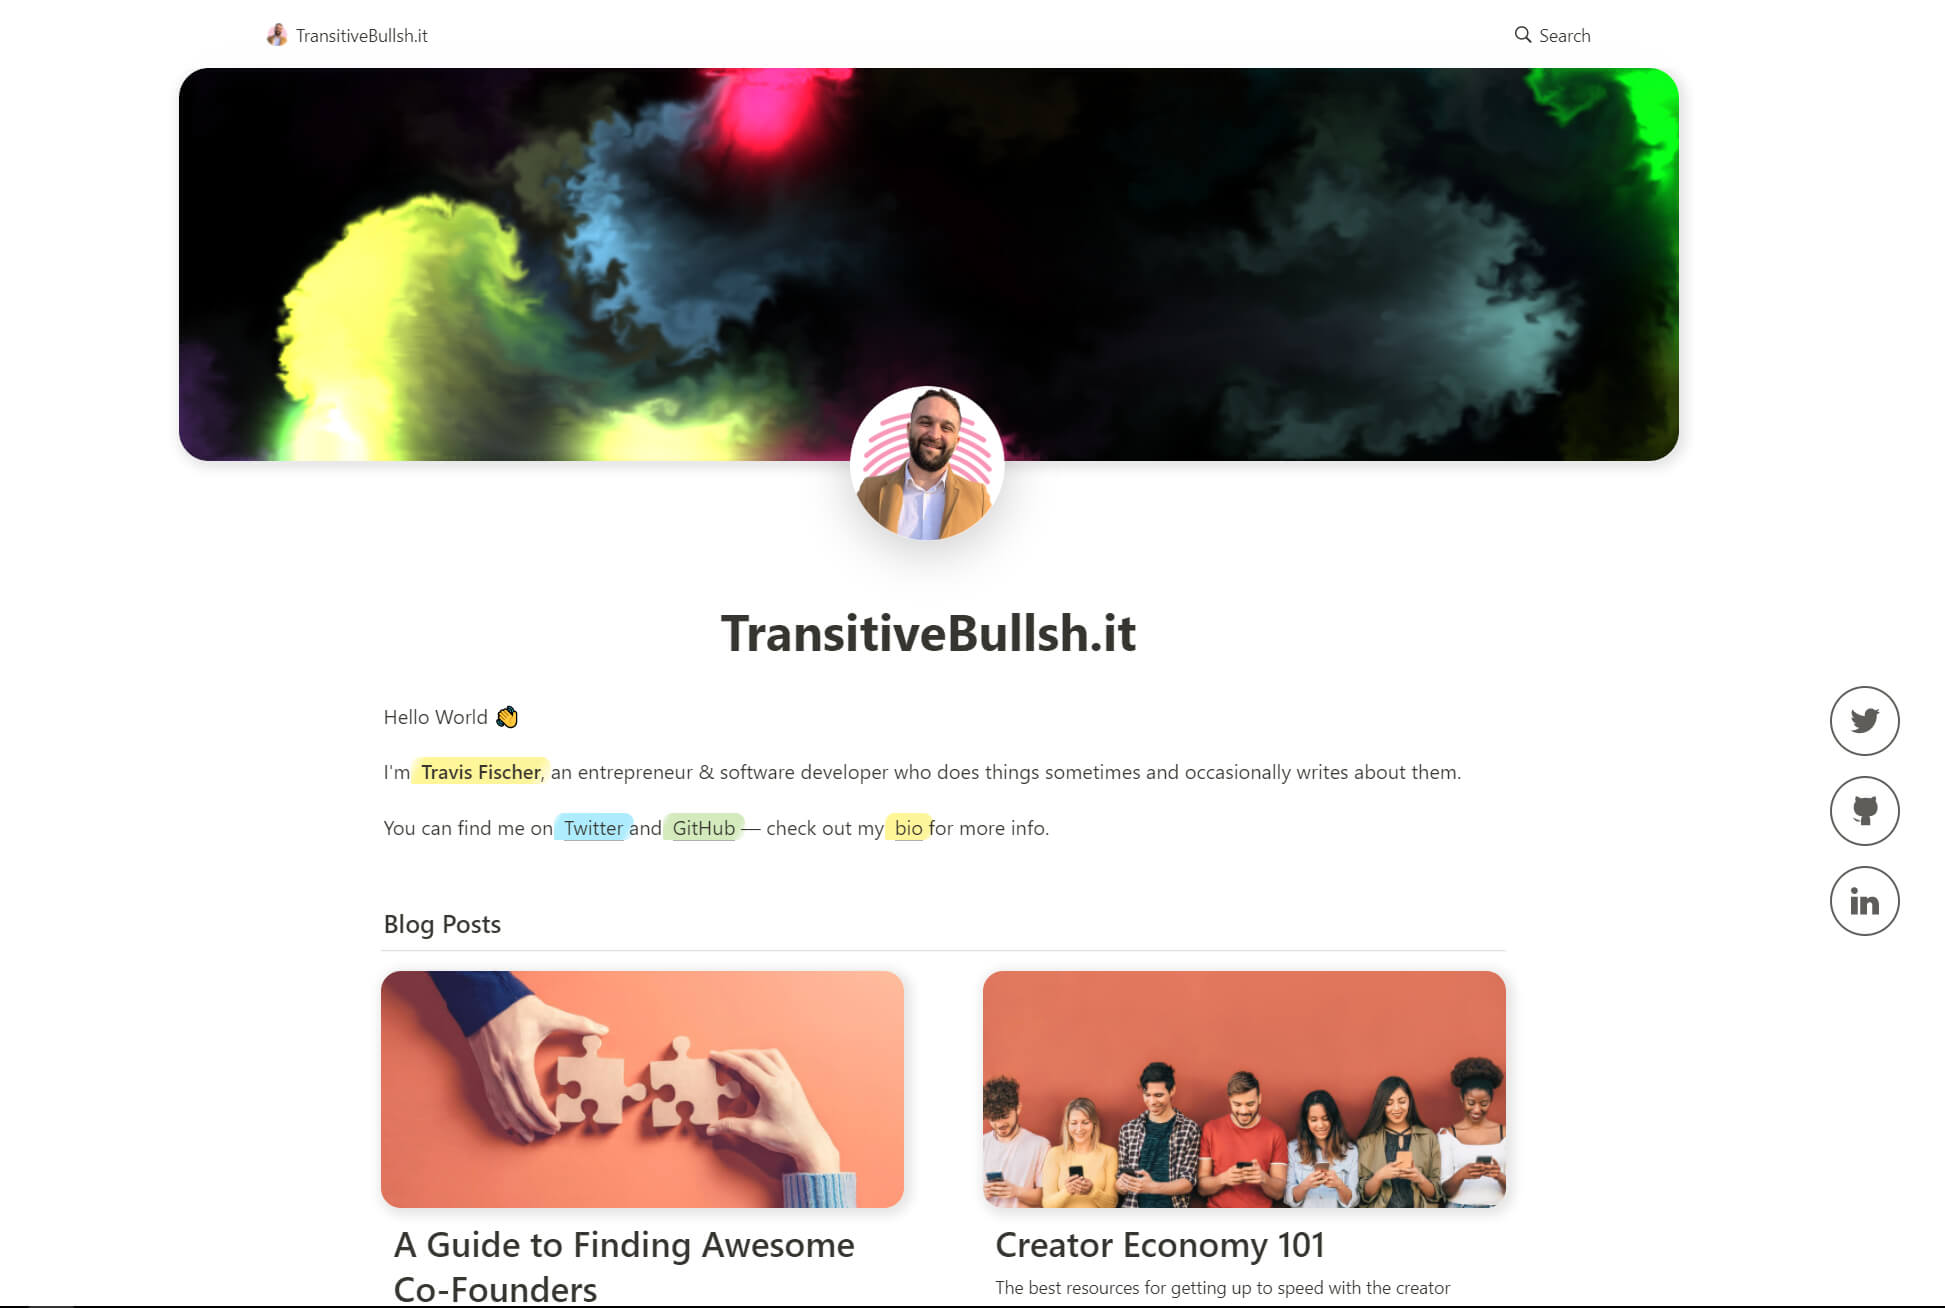 TransitiveBullsh.it
Search
TransitiveBullsh.it
Hello World 👋
I'm Travis Fischer, an entrepreneur & software developer who does things sometimes and occasionally writes about them.
You can find me on Twitter and GitHub — check out my bio for more info.
Blog Posts
A Guide to Finding Awesome
Co-Founders
Creator Economy 101
The best resources for getting up to speed with the creator